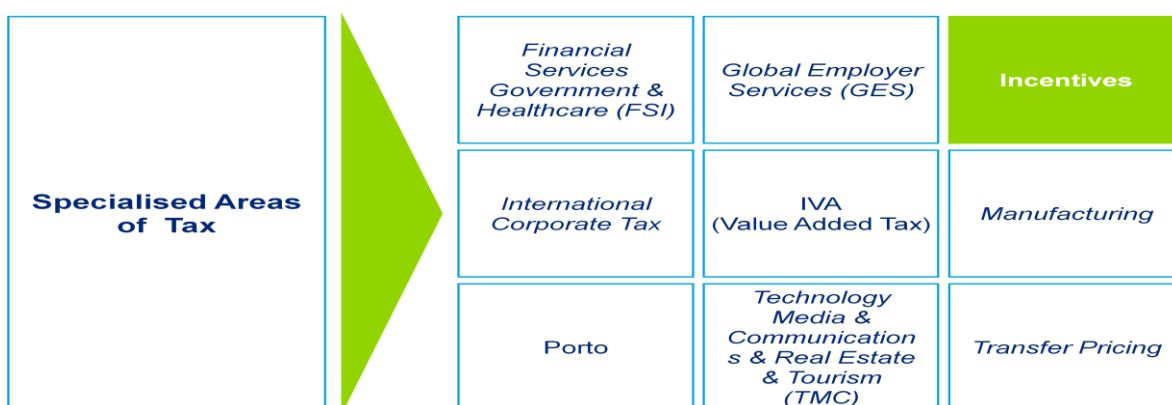 Specialised Areas
of Tax
Financial
Services
Government &
Healthcare (FSI)
Global Employer
Services (GES)
Incentives
International
Corporate Tax
IVA
(Value Added Tax)
Manufacturing
Porto
Technology
Media &
Communication
s & Real Estate
& Tourism
(TMC)
Transfer Pricing